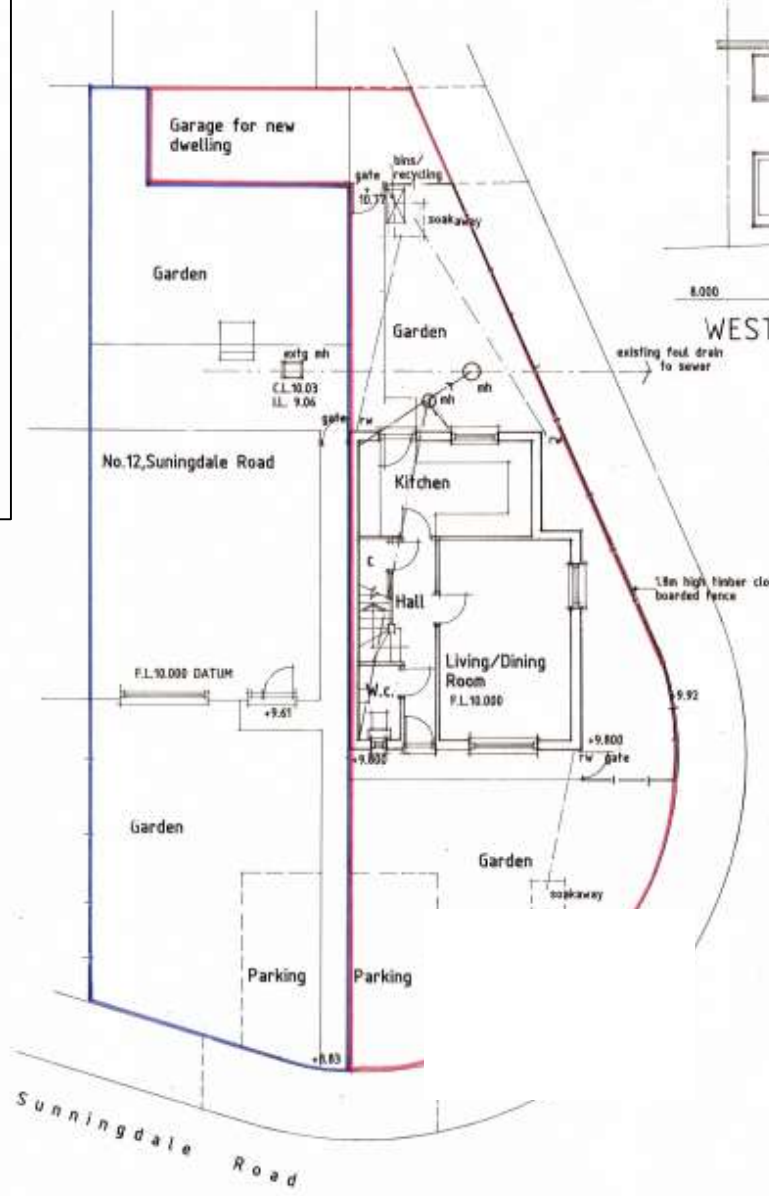 Garage for new
dwelling
bins/
recycling
gate
+
10.77
soakaway
Garden
8.000
WEST
Garden
existing foul drain
to sewer
extg mh
C.L.10.03
I.L. 9.06
mh
mh
gate
rw
No.12,Suningdale Road
Kitchen
C
Hall
1.8m high timber clo
boarded fence
Living/Dining
Room
F.L.10.000
F.L.10.000 DATUM
W.c.
+9.61
+9.92
+9.800
+9.800
rw gate
Garden
Garden
soakaway
Parking
Parking
+8.83
Sunningdale Road